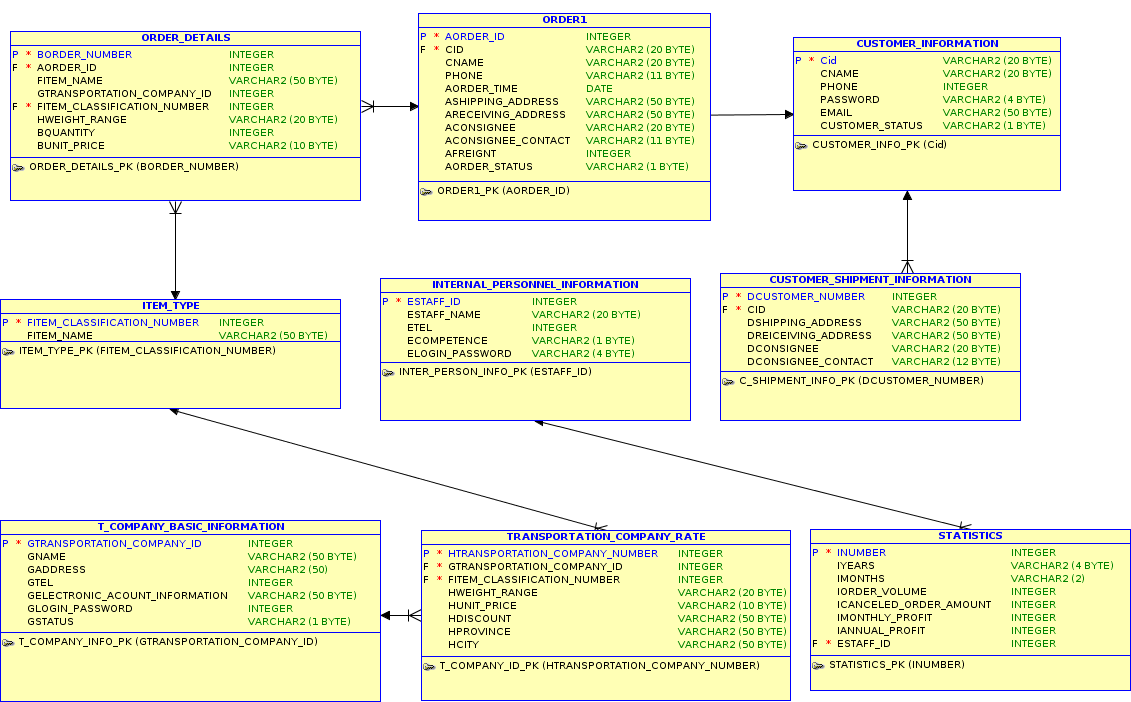 ORDER_DETAILS
P * BORDER_NUMBER INTEGER
F * AORDER_ID INTEGER
FITEM_NAME VARCHAR2 (50 BYTE)
GTRANSPORTATION_COMPANY_ID INTEGER
F * FITEM_CLASSIFICATION_NUMBER INTEGER
HWEIGHT_RANGE VARCHAR2 (20 BYTE)
BQUANTITY INTEGER
BUNIT_PRICE VARCHAR2 (10 BYTE)
ORDER_DETAILS_PK (BORDER_NUMBER)
ORDER1
P * AORDER_ID INTEGER
F * CID VARCHAR2 (20 BYTE)
CNAME VARCHAR2 (20 BYTE)
PHONE VARCHAR2 (11 BYTE)
AORDER_TIME DATE
ASHIPPING_ADDRESS VARCHAR2 (50 BYTE)
ARECEIVING_ADDRESS VARCHAR2 (50 BYTE)
ACONSIGNEE VARCHAR2 (20 BYTE)
ACONSIGNEE_CONTACT VARCHAR2 (11 BYTE)
AFREIGNT INTEGER
AORDER_STATUS VARCHAR2 (1 BYTE)
ORDER1_PK (AORDER_ID)
CUSTOMER_INFORMATION
P * Cid VARCHAR2 (20 BYTE)
CNAME VARCHAR2 (20 BYTE)
PHONE INTEGER
PASSWORD VARCHAR2 (4 BYTE)
EMAIL VARCHAR2 (50 BYTE)
CUSTOMER_STATUS VARCHAR2 (1 BYTE)
CUSTOMER_INFO_PK (Cid)
ITEM_TYPE
P * FITEM_CLASSIFICATION_NUMBER INTEGER
FITEM_NAME VARCHAR2 (50 BYTE)
ITEM_TYPE_PK (FITEM_CLASSIFICATION_NUMBER)
INTERNAL_PERSONNEL_INFORMATION
P * ESTAFF_ID INTEGER
ESTAFF_NAME VARCHAR2 (20 BYTE)
ETEL INTEGER
ECOMPETENCE VARCHAR2 (1 BYTE)
ELOGIN_PASSWORD VARCHAR2 (4 BYTE)
INTER_PERSON_INFO_PK (ESTAFF_ID)
CUSTOMER_SHIPMENT_INFORMATION
P * DCUSTOMER_NUMBER INTEGER
F * CID VARCHAR2 (20 BYTE)
DSHIPPING_ADDRESS VARCHAR2 (50 BYTE)
DREICEIVING_ADDRESS VARCHAR2 (50 BYTE)
DCONSIGNEE VARCHAR2 (20 BYTE)
DCONSIGNEE_CONTACT VARCHAR2 (12 BYTE)
C_SHIPMENT_INFO_PK (DCUSTOMER_NUMBER)
T_COMPANY_BASIC_INFORMATION
P * GTRANSPORTATION_COMPANY_ID INTEGER
GNAME VARCHAR2 (50 BYTE)
GADDRESS VARCHAR2 (50)
GTEL INTEGER
GELECTRONIC_ACOUNT_INFORMATION VARCHAR2 (50 BYTE)
GLOGIN_PASSWORD INTEGER
GSTATUS VARCHAR2 (1 BYTE)
T_COMPANY_INFO_PK (GTRANSPORTATION_COMPANY_ID)
TRANSPORTATION_COMPANY_RATE
P * HTRANSPORTATION_COMPANY_NUMBER INTEGER
F * GTRANSPORTATION_COMPANY_ID INTEGER
F * FITEM_CLASSIFICATION_NUMBER INTEGER
HWEIGHT_RANGE VARCHAR2 (20 BYTE)
HUNIT_PRICE VARCHAR2 (10 BYTE)
HDISCOUNT VARCHAR2 (50 BYTE)
HPROVINCE VARCHAR2 (50 BYTE)
HCITY VARCHAR2 (50 BYTE)
T_COMPANY_ID_PK (HTRANSPORTATION_COMPANY_NUMBER)
STATISTICS
P * INUMBER INTEGER
IYEARS VARCHAR2 (4 BYTE)
IMONTHS VARCHAR2 (2)
IORDER_VOLUME INTEGER
ICANCELED_ORDER_AMOUNT INTEGER
IMONTHLY_PROFIT INTEGER
IANNUAL_PROFIT INTEGER
F * ESTAFF_ID INTEGER
STATISTICS_PK (INUMBER)